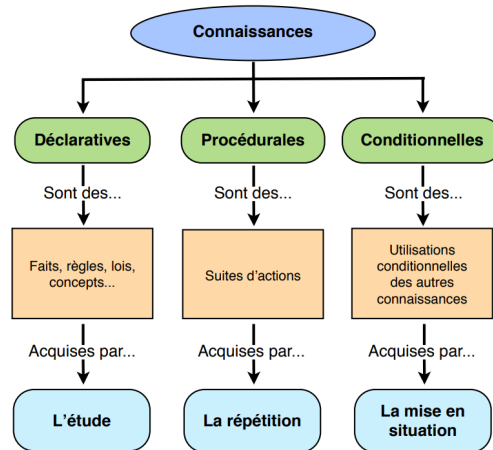 Connaissances
Déclaratives
Procédurales
Conditionnelles
Sont des...
Sont des...
Sont des...
Faits, règles, lois,
concepts...
Suites d'actions
Utilisations
conditionnelles
des autres
connaissances
Acquises par...
Acquises par...
Acquises par...
L'étude
La répétition
La mise en
situation